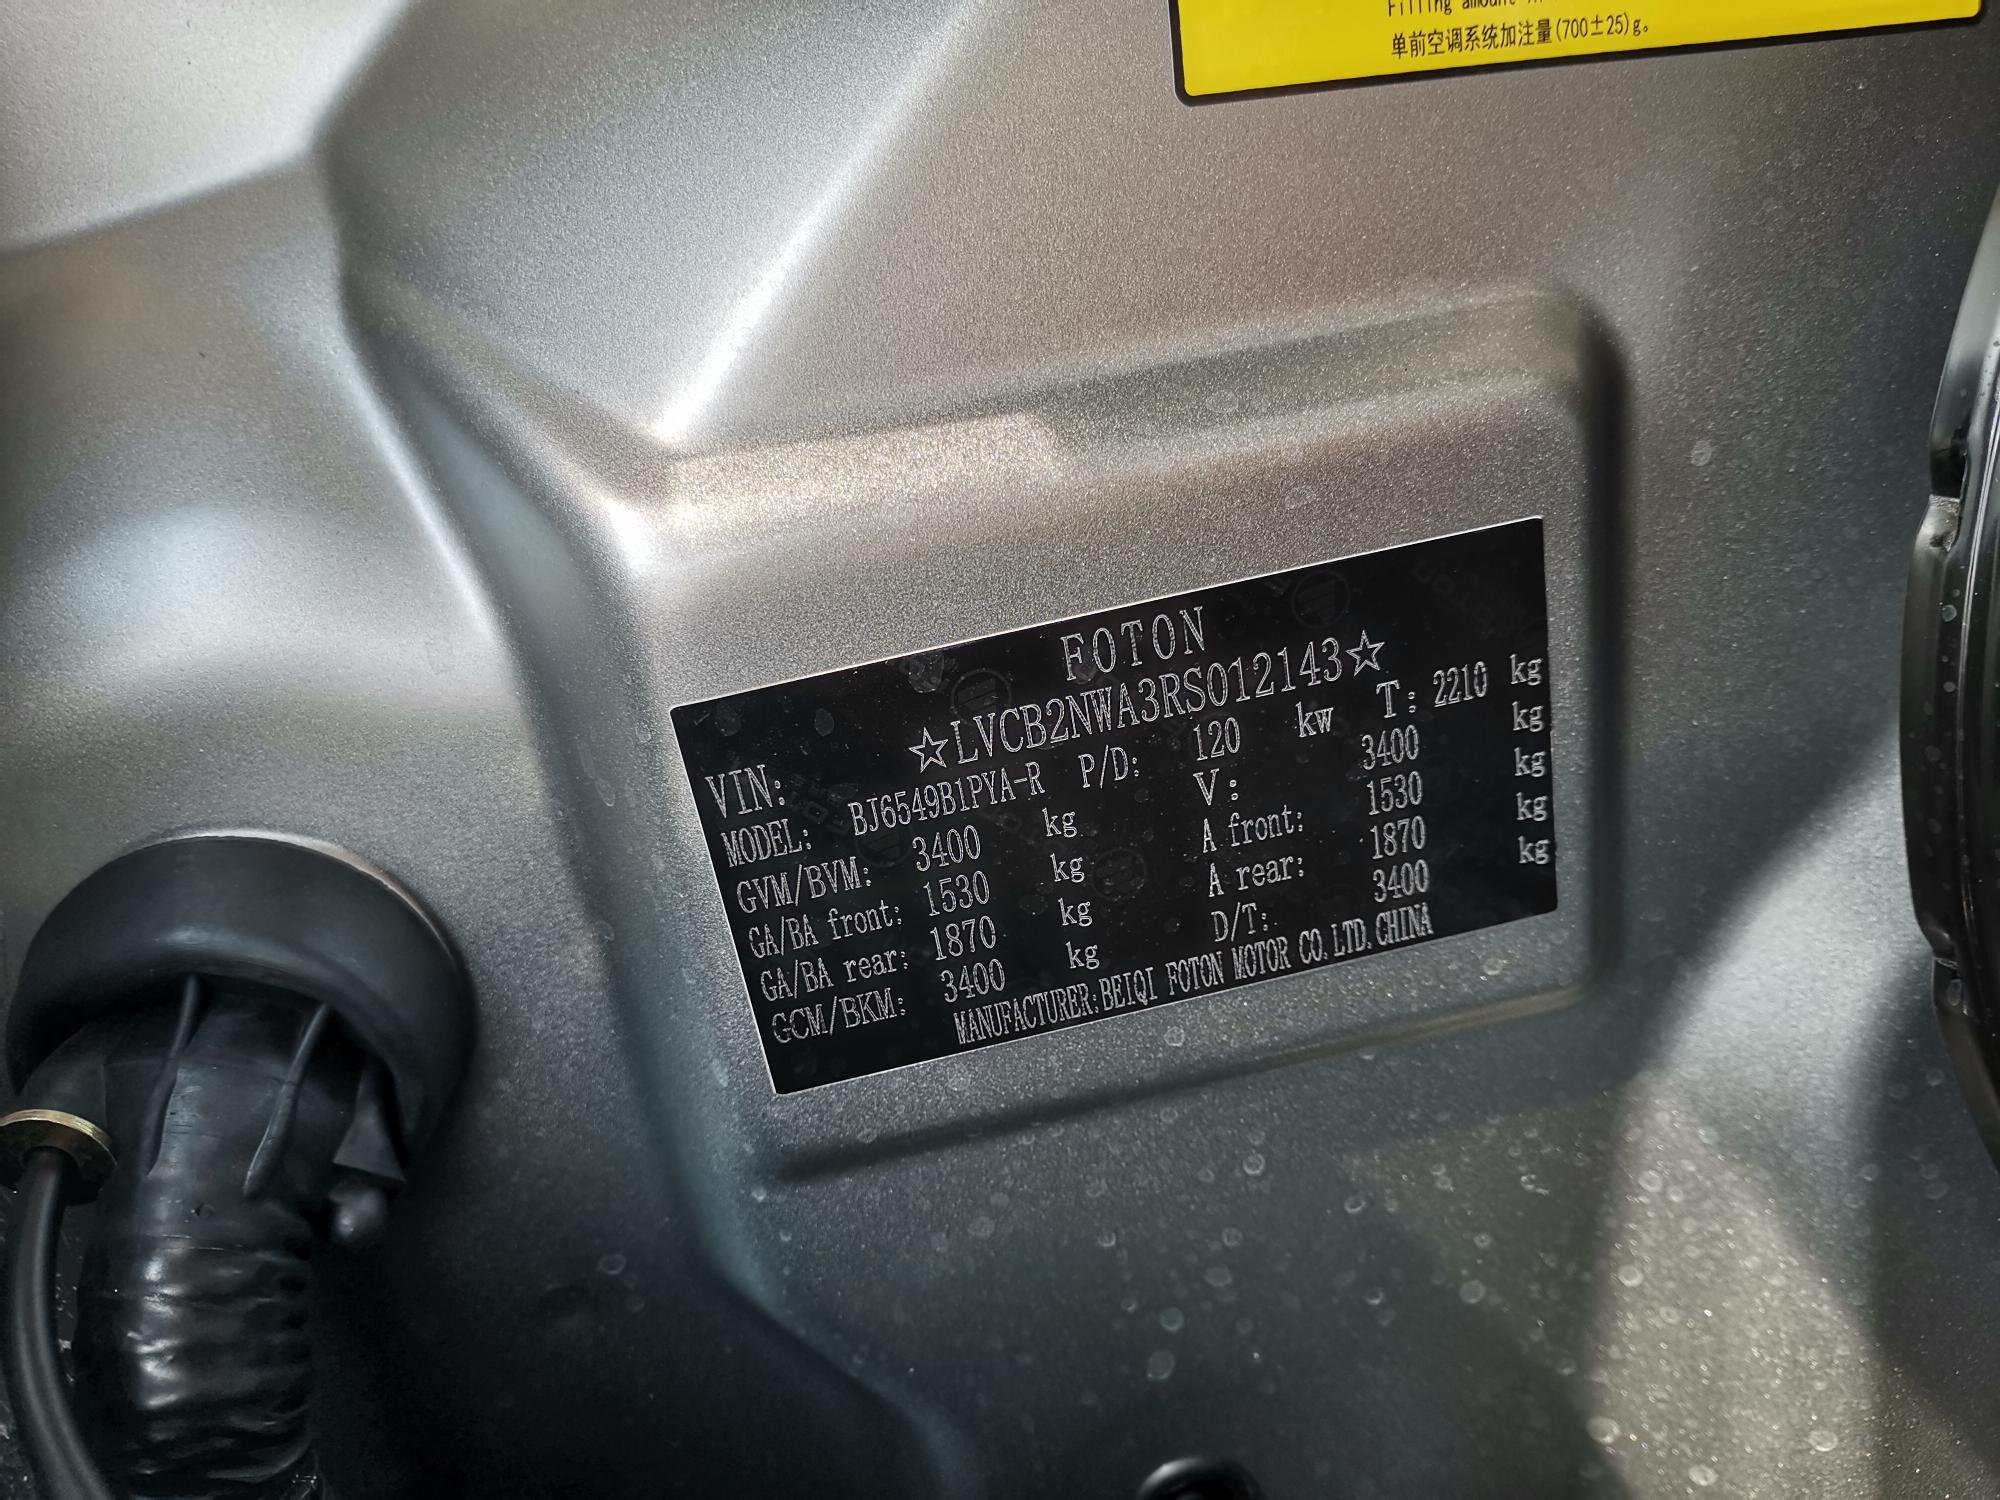 单前空调系统加注量(700±25)g。
FOTON
VIN: ☆LVCB2NWA3RS012143☆
MODEL: BJ6549B1PYA-R P/D: 120 kw T: 2210 kg
GVM/BVM: 3400 kg V: 3400 kg
GA/BA front: 1530 kg A front: 1530 kg
GA/BA rear: 1870 kg A rear: 1870 kg
GCM/BKM: 3400 kg D/T: 3400 kg
MANUFACTURER:BEIQI FOTON MOTOR CO.LTD.CHINA